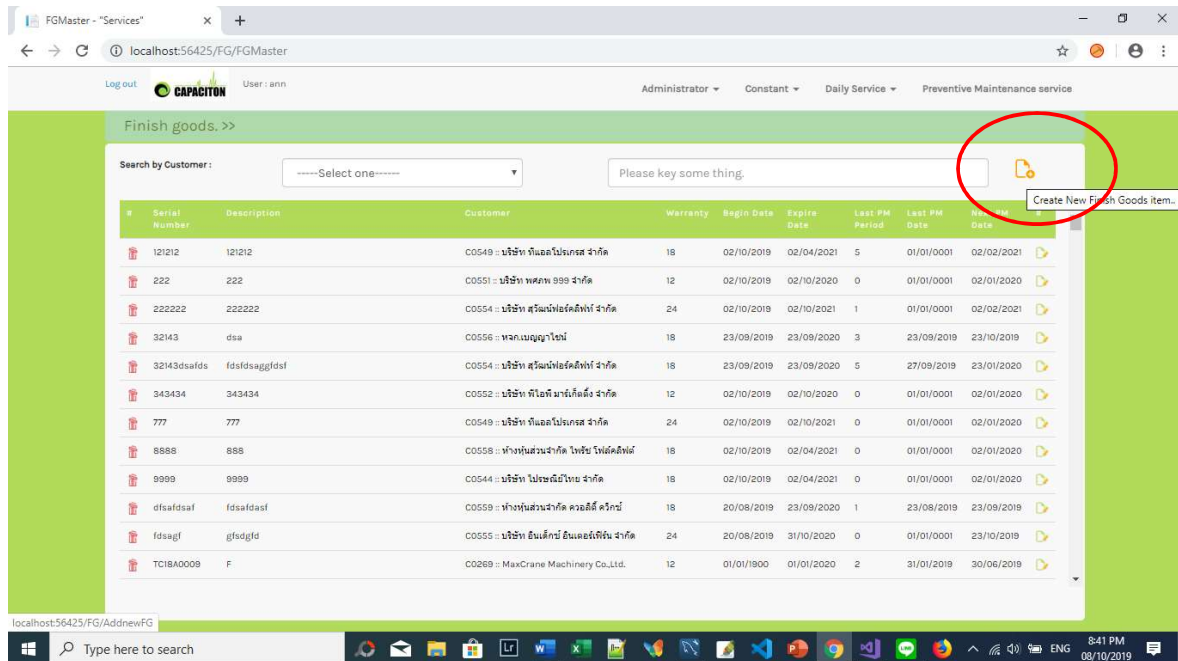 FGMaster - "Services"
localhost:56425/FG/FGMaster
Log out CAPACITON User : ann Administrator Constant Daily Service Preventive Maintenance service
Finish goods. >>
Search by Customer : -----Select one------ Please key some thing.
Create New Finish Goods item..
# Serial Number Description Customer Warranty Begin Date Expire Date Last PM Period Last PM Date Next PM Date #
121212 121212 C0549 :: บริษัท ทีแอลโปรเกรส จำกัด 18 02/10/2019 02/04/2021 5 01/01/0001 02/02/2021
222 222 C0551 :: บริษัท พศภพ 999 จำกัด 12 02/10/2019 02/10/2020 0 01/01/0001 02/01/2020
222222 222222 C0554 :: บริษัท สุวัฒน์ฟอร์คลิฟท์ จำกัด 24 02/10/2019 02/10/2021 1 01/01/0001 02/02/2021
32143 dsa C0556 :: หจก.เบญญาไชน์ 18 23/09/2019 23/09/2020 3 23/09/2019 23/10/2019
32143dsafds fdsfdsaggfdsf C0554 :: บริษัท สุวัฒน์ฟอร์คลิฟท์ จำกัด 18 23/09/2019 23/09/2020 5 27/09/2019 23/01/2020
343434 343434 C0552 :: บริษัท พีไอพี มาร์เก็ตติ้ง จำกัด 12 02/10/2019 02/10/2020 0 01/01/0001 02/01/2020
777 777 C0549 :: บริษัท ทีแอลโปรเกรส จำกัด 24 02/10/2019 02/10/2021 0 01/01/0001 02/01/2020
8888 888 C0558 :: ห้างหุ้นส่วนจำกัด ไพรัช โฟล์คลิฟต์ 18 02/10/2019 02/04/2021 0 01/01/0001 02/01/2020
9999 9999 C0544 :: บริษัท ไปรษณีย์ไทย จำกัด 18 02/10/2019 02/04/2021 0 01/01/0001 02/01/2020
dfsafdsaf fdsafdasf C0559 :: ห้างหุ้นส่วนจำกัด ควอลิตี้ ควิกซ์ 18 20/08/2019 23/09/2020 1 23/08/2019 23/09/2019
fdsagf gfsdgfd C0555 :: บริษัท อินเด็กซ์ อินเตอร์เฟิร์น จำกัด 24 20/08/2019 31/10/2020 0 01/01/0001 23/10/2019
TC18A0009 F C0269 :: MaxCrane Machinery Co.,Ltd. 12 01/01/1900 01/01/2020 2 31/01/2019 30/06/2019
localhost:56425/FG/AddnewFG
Type here to search Lr ENG 8:41 PM
08/10/2019